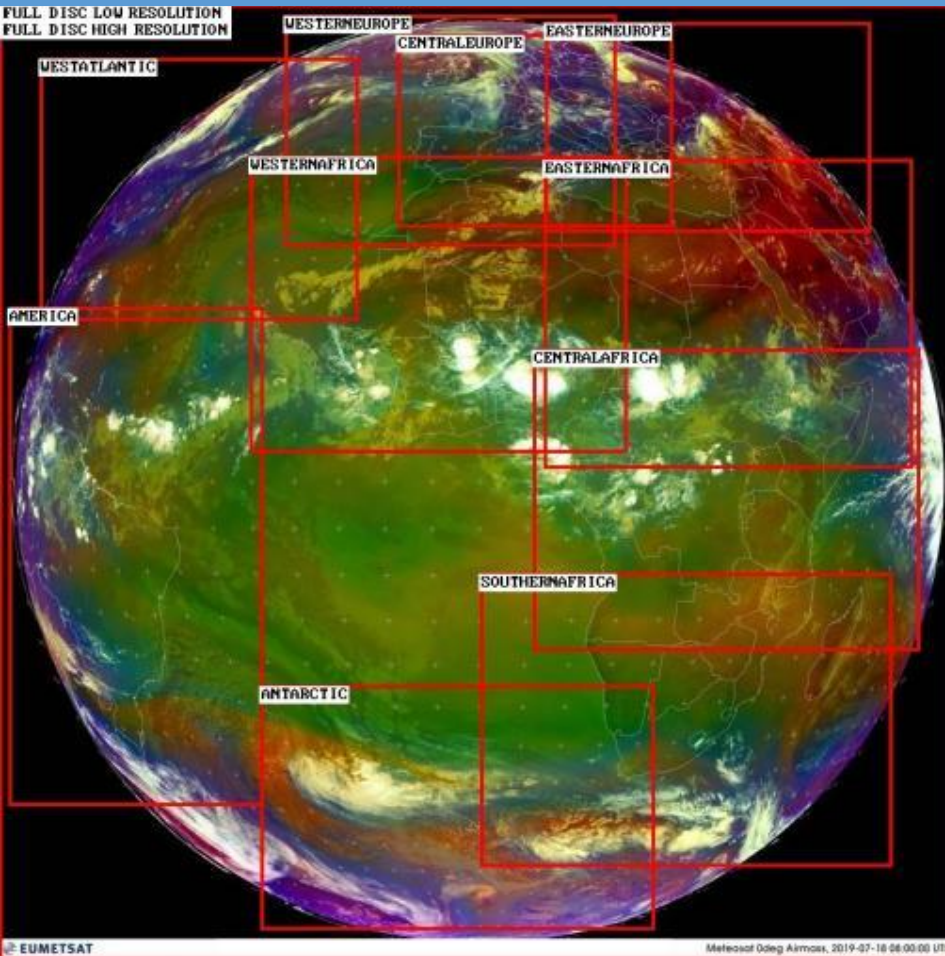 FULL DISC LOW RESOLUTION
FULL DISC HIGH RESOLUTION
WESTERNEUROPE
EASTERNEUROPE
CENTRALEUROPE
WESTATLANTIC
WESTERNAFRICA
EASTERNAFRICA
AMERICA
CENTRALAFRICA
SOUTHERNAFRICA
ANTARCTIC
EUMETSAT
Meteosat 0deg Airmass, 2019-07-18 08:00:00 UT